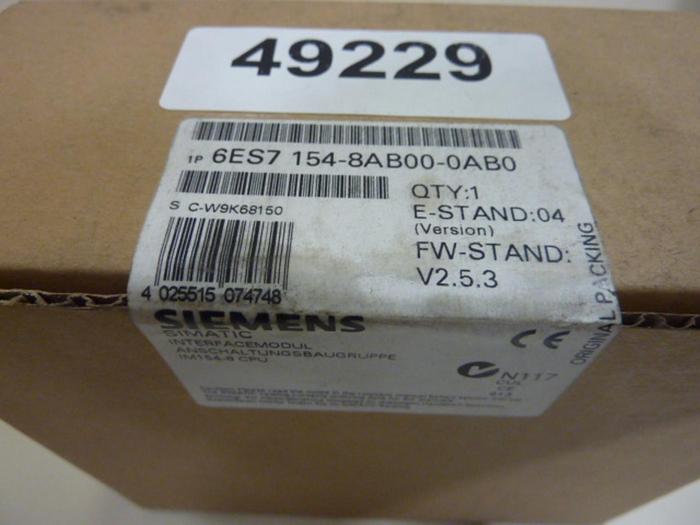 49229
1P 6ES7 154-8AB00-0AB0
S C-W9K68150
QTY:1
E-STAND:04
(Version)
FW-STAND:
V2.5.3
4 025515 074748
ORIGINAL PACKING
SIEMENS
SIMATIC
INTERFACEMODUL
ANSCHALTUNGSBAUGRUPPE
IM154-8 CPU
CE
N117